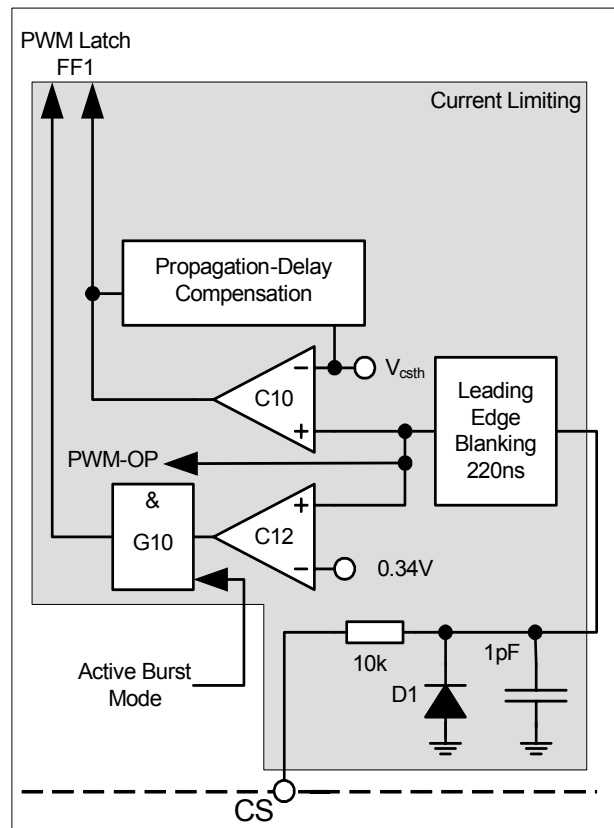 PWM Latch
FF1
Current Limiting
Propagation-Delay
Compensation
Vcsth
C10
Leading
Edge
Blanking
220ns
PWM-OP
&
G10
C12
0.34V
10k
1pF
D1
Active Burst
Mode
CS